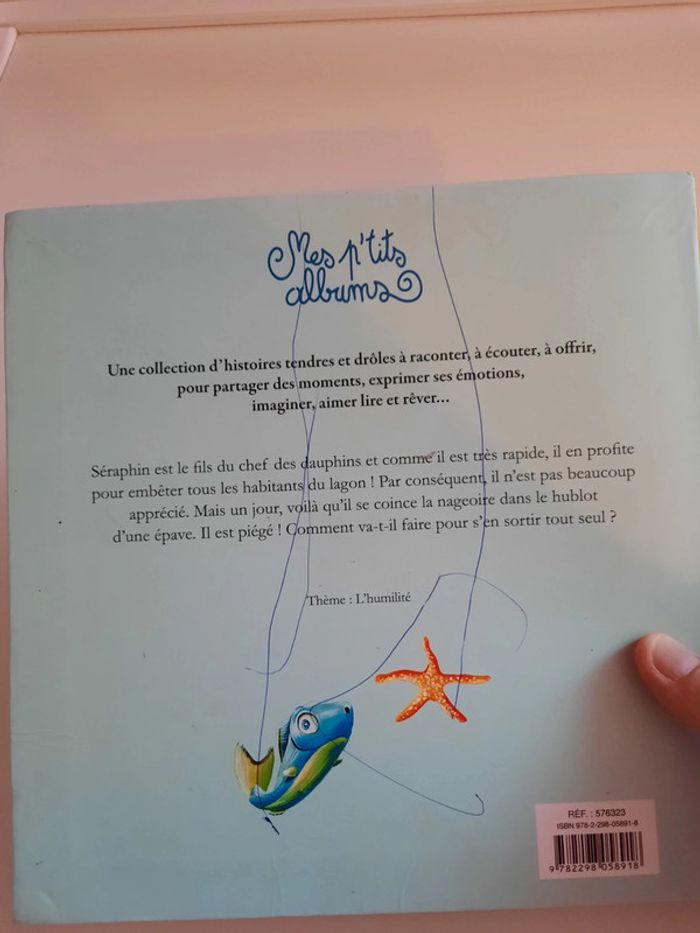 Mes p'tits
albums
Une collection d'histoires tendres et drôles à raconter, à écouter, à offrir,
pour partager des moments, exprimer ses émotions,
imaginer, aimer lire et rêver...
Séraphin est le fils du chef des dauphins et comme il est très rapide, il en profite
pour embêter tous les habitants du lagon ! Par conséquent, il n'est pas beaucoup
apprécié. Mais un jour, voilà qu'il se coince la nageoire dans le hublot
d'une épave. Il est piégé ! Comment va-t-il faire pour s'en sortir tout seul ?
Thème : L'humilité
RÉF. : 576323
ISBN 978-2-298-05891-8
9 782298 058918